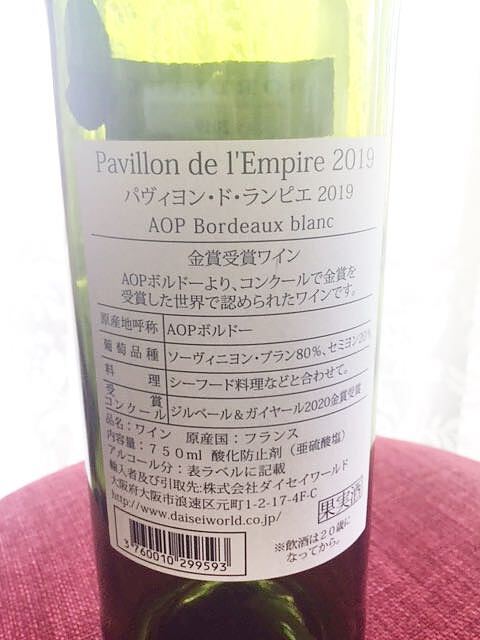 Pavillon de l'Empire 2019
パヴィヨン・ド・ランピエ 2019
AOP Bordeaux blanc
金賞受賞ワイン
AOPボルドーより、コンクールで金賞を
受賞した世界で認められたワインです。
原産地呼称 AOPボルドー
葡萄品種 ソーヴィニヨン・ブラン80%、セミヨン20%
料理 シーフード料理などと合わせて。
受賞コンクール ジルベール&ガイヤール2020金賞受賞
品名:ワイン 原産国:フランス
内容量:750ml 酸化防止剤(亜硫酸塩)
アルコール分:表ラベルに記載
輸入者及び引取先:株式会社ダイセイワールド
大阪府大阪市浪速区元町1-2-17-4F-C
http://www.daiseiworld.co.jp/
果実酒
3 760010 299593
※飲酒は20歳に
なってから。